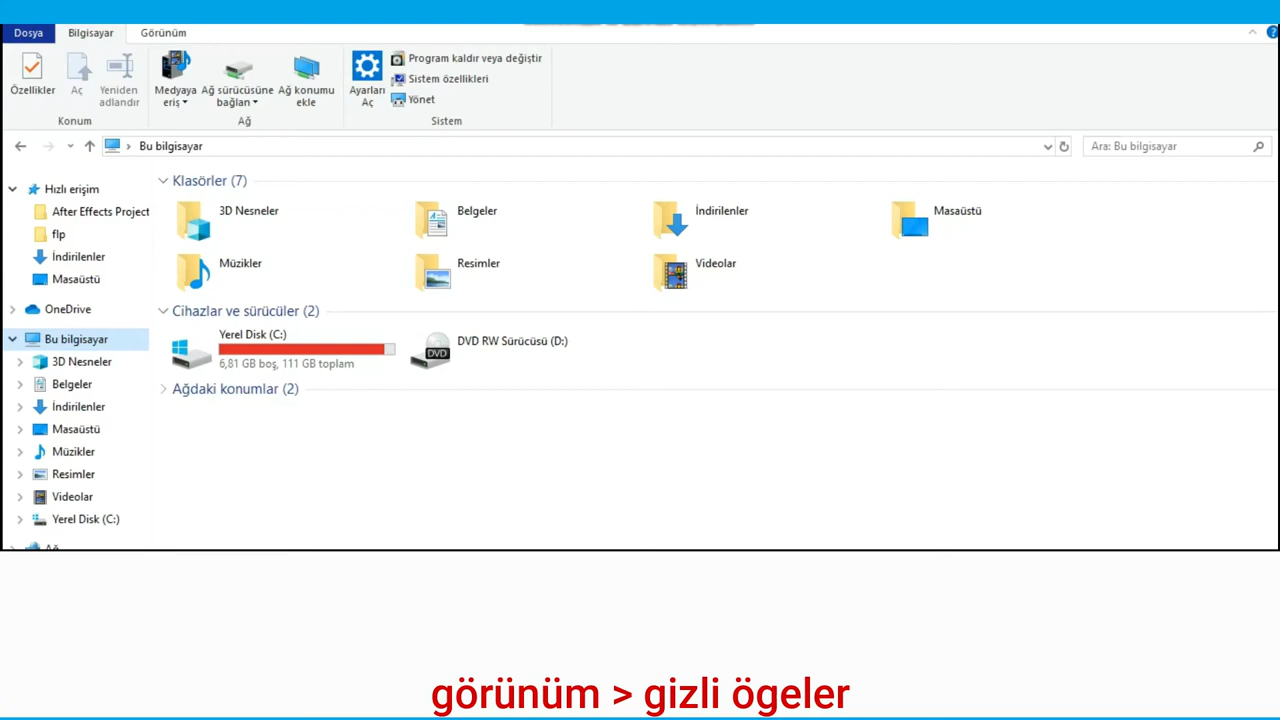 Dosya Bilgisayar Görünüm
Özellikler
Aç
Yeniden
adlandır
Konum
Medyaya
eriş
Ağ sürücüsüne
bağlan
Ağ konumu
ekle
Ağ
Ayarları
Aç
Program kaldır veya değiştir
Sistem özellikleri
Yönet
Sistem
Bu bilgisayar
Ara: Bu bilgisayar
Hızlı erişim
After Effects Project
flp
İndirilenler
Masaüstü
OneDrive
Bu bilgisayar
3D Nesneler
Belgeler
İndirilenler
Masaüstü
Müzikler
Resimler
Videolar
Yerel Disk (C:)
Klasörler (7)
3D Nesneler
Belgeler
İndirilenler
Masaüstü
Müzikler
Resimler
Videolar
Cihazlar ve sürücüler (2)
Yerel Disk (C:)
6,81 GB boş, 111 GB toplam
DVD
DVD RW Sürücüsü (D:)
Ağdaki konumlar (2)
görünüm > gizli ögeler